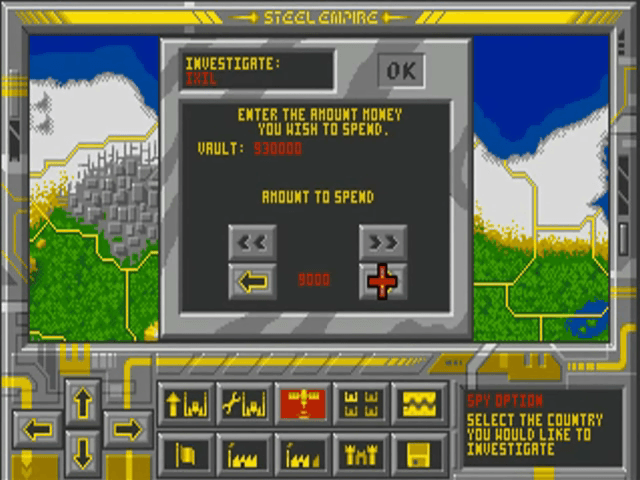 STEEL EMPIRE
INVESTIGATE:
IXIL
OK
ENTER THE AMOUNT MONEY
YOU WISH TO SPEND.
VAULT: 930000
AMOUNT TO SPEND
9000
SPY OPTION
SELECT THE COUNTRY
YOU WOULD LIKE TO
INVESTIGATE